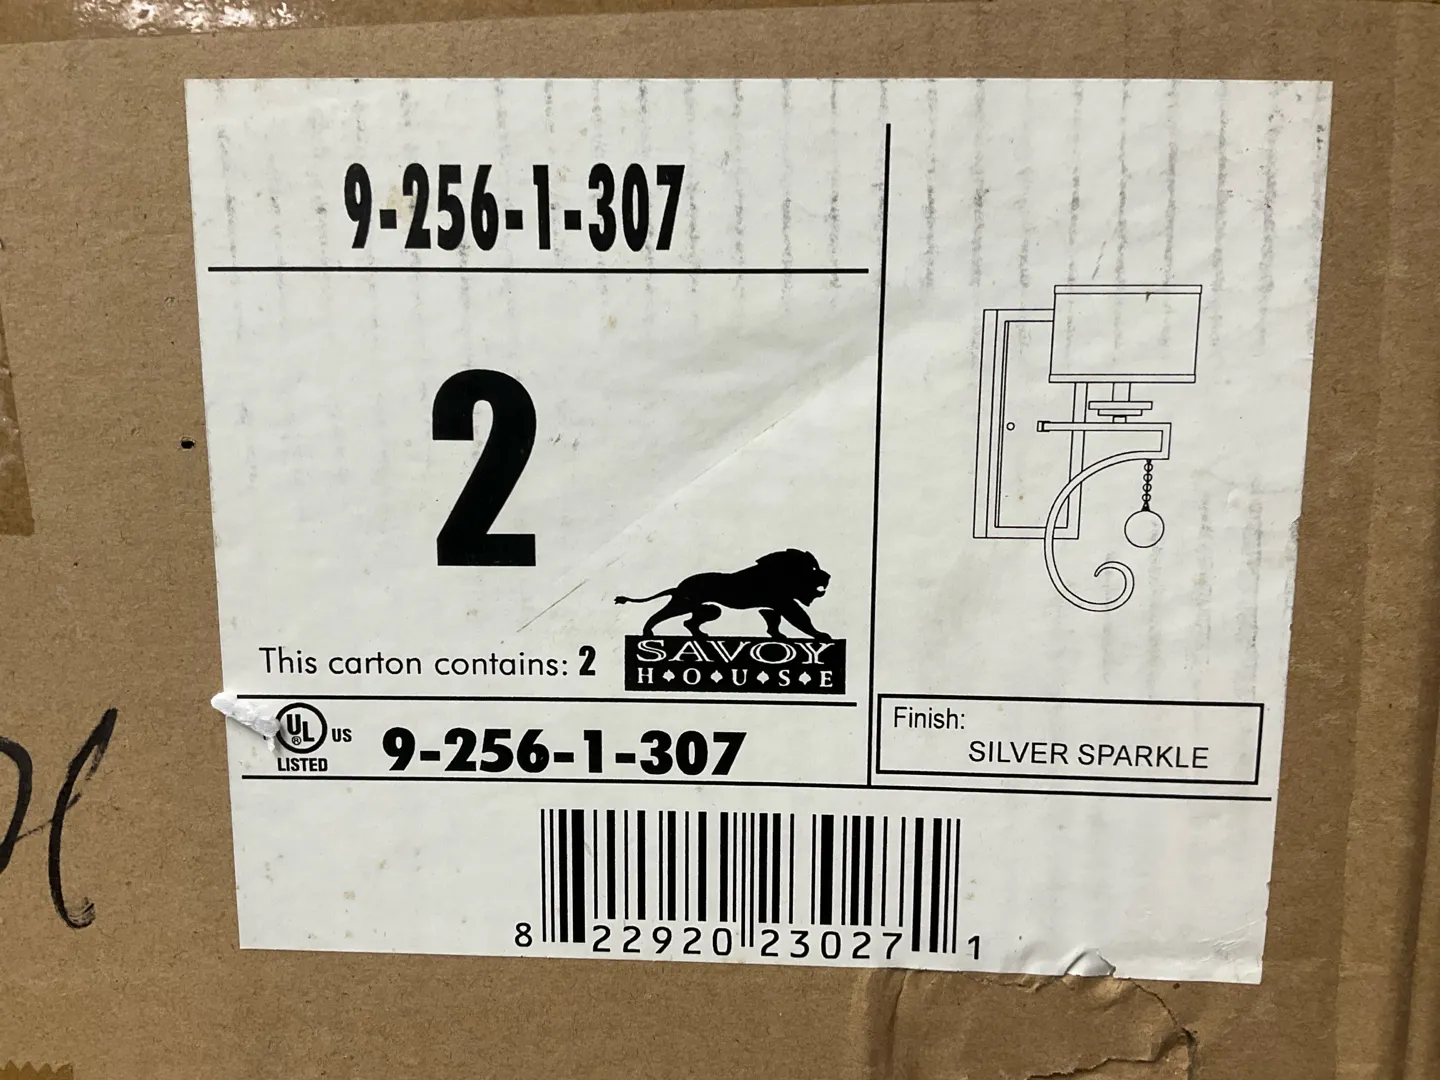 9-256-1-307
2
This carton contains: 2
SAVOY
H♠O♠U♠S♠E
UL
®
US
LISTED
9-256-1-307
Finish:
SILVER SPARKLE
8 22920 23027 1